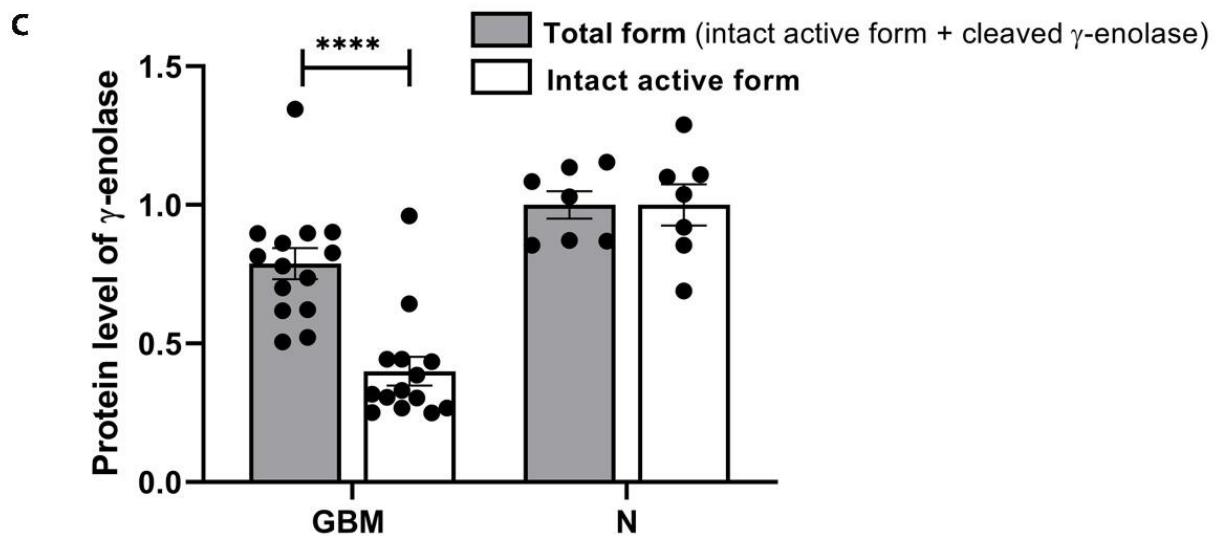 C
Total form (intact active form + cleaved γ-enolase)
Intact active form
****
Protein level of γ-enolase
1.5
1.0
0.5
0.0
GBM
N